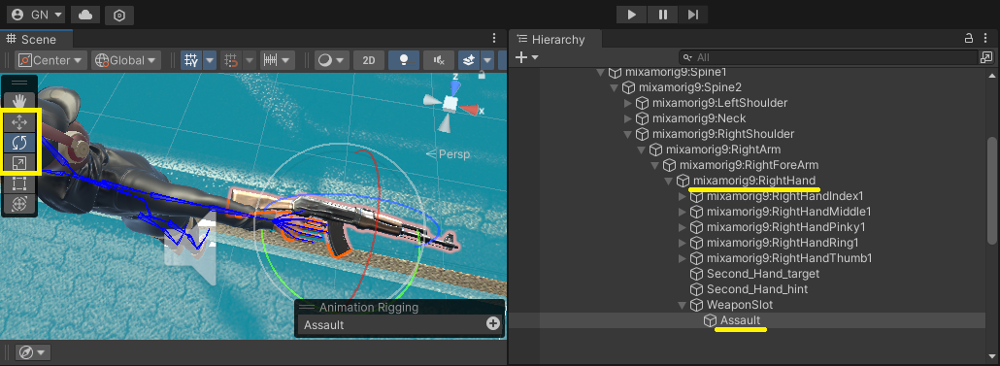 GN
Scene
Hierarchy
Center
Global
2D
All
z
x
Persp
Animation Rigging
Assault
mixamorig9:Spine1
mixamorig9:Spine2
mixamorig9:LeftShoulder
mixamorig9:Neck
mixamorig9:RightShoulder
mixamorig9:RightArm
mixamorig9:RightForeArm
mixamorig9:RightHand
mixamorig9:RightHandIndex1
mixamorig9:RightHandMiddle1
mixamorig9:RightHandPinky1
mixamorig9:RightHandRing1
mixamorig9:RightHandThumb1
Second_Hand_target
Second_Hand_hint
WeaponSlot
Assault